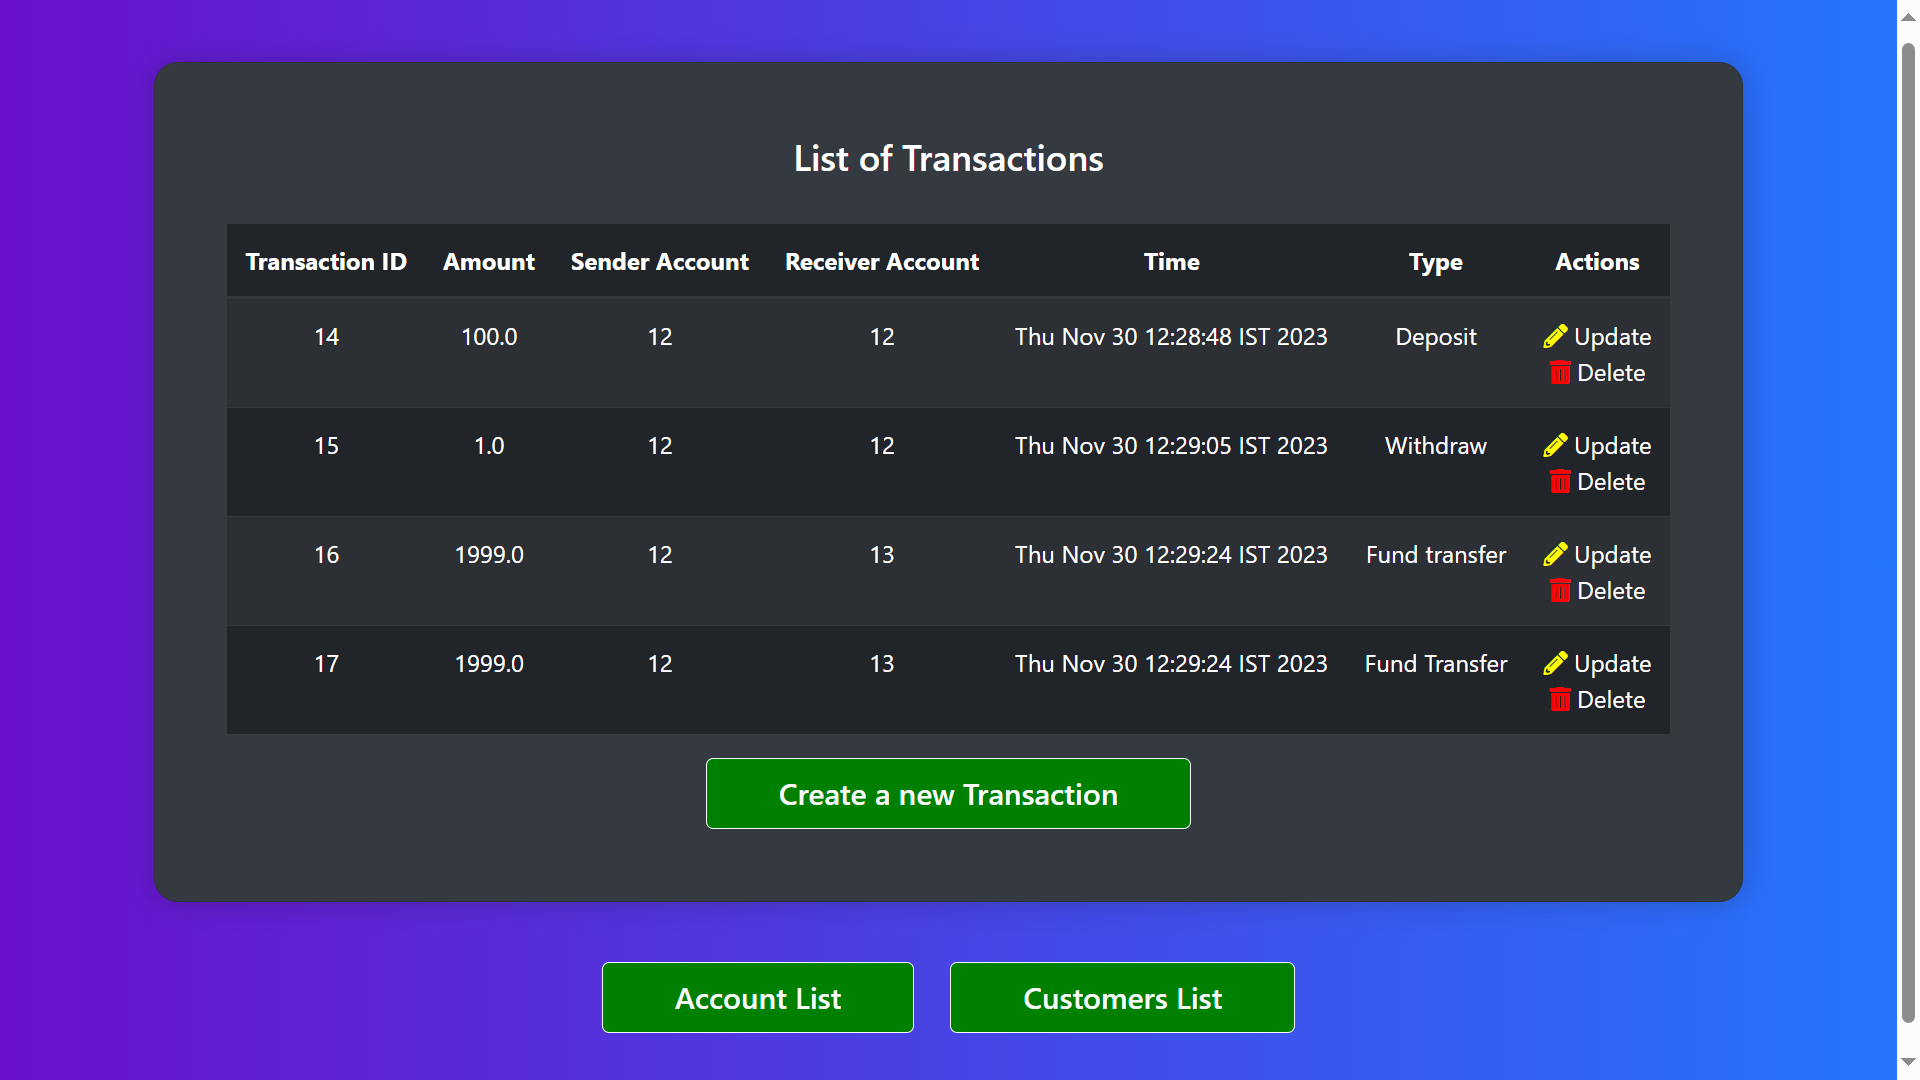 List of Transactions
Transaction ID Amount Sender Account Receiver Account Time Type Actions
14 100.0 12 12 Thu Nov 30 12:28:48 IST 2023 Deposit Update
Delete
15 1.0 12 12 Thu Nov 30 12:29:05 IST 2023 Withdraw Update
Delete
16 1999.0 12 13 Thu Nov 30 12:29:24 IST 2023 Fund transfer Update
Delete
17 1999.0 12 13 Thu Nov 30 12:29:24 IST 2023 Fund Transfer Update
Delete
Create a new Transaction
Account List Customers List